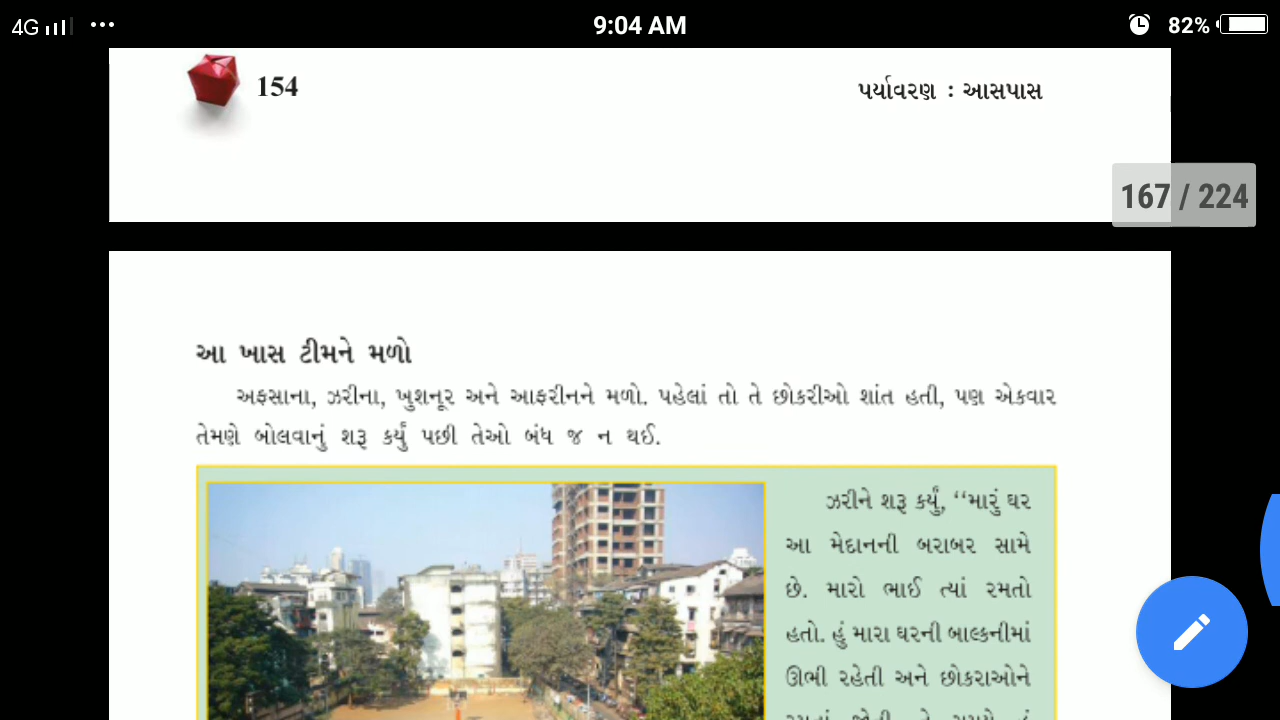 4G
9:04 AM
82%
154
પર્યાવરણ : આસપાસ
167 / 224
આ ખાસ ટીમને મળો
અફસાના, ઝરીના, ખુશનૂર અને આફરીનને મળો. પહેલાં તો તે છોકરીઓ શાંત હતી, પણ એકવાર
તેમણે બોલવાનું શરૂ કર્યું પછી તેઓ બંધ જ ન થઈ.
ઝરીને શરૂ કર્યું, ‘‘મારું ઘર
આ મેદાનની બરાબર સામે
છે. મારો ભાઈ ત્યાં રમતો
હતો. હું મારા ઘરની બાલ્કનીમાં
ઊભી રહેતી અને છોકરાઓને